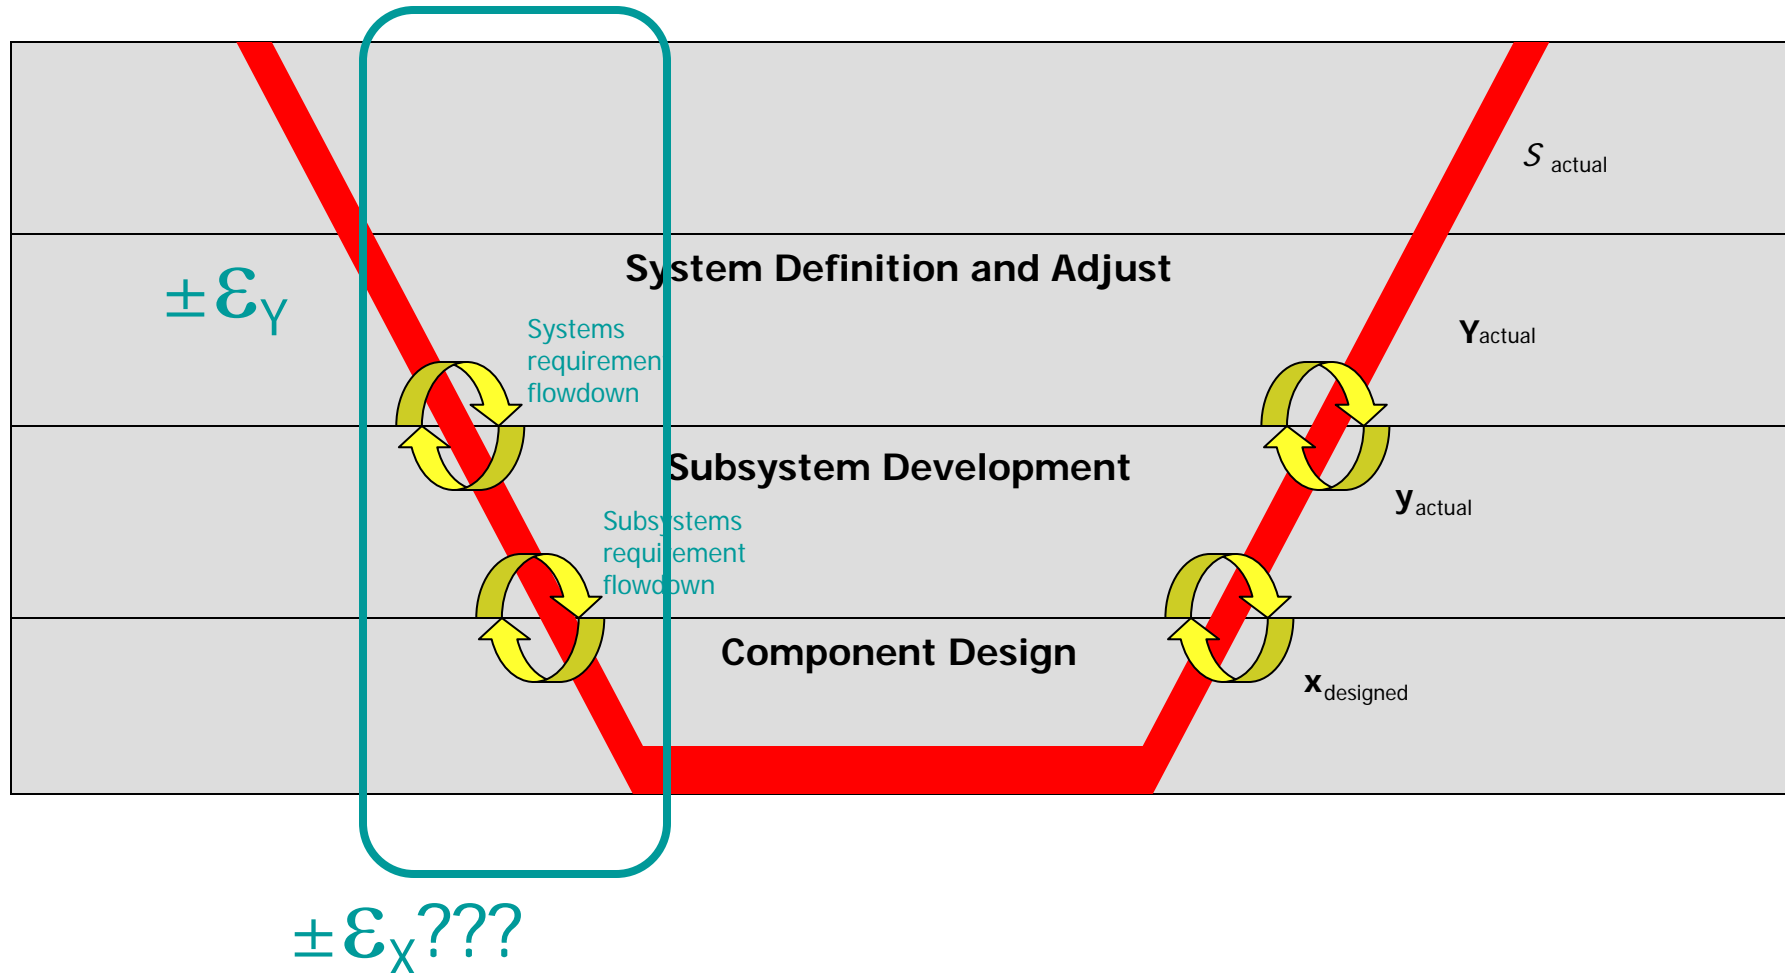 S actual
System Definition and Adjust
±εY
Systems
requiremen
flowdown
Yactual
Subsystem Development
yactual
Subsystems
requirement
flowdown
Component Design
xdesigned
±εX???